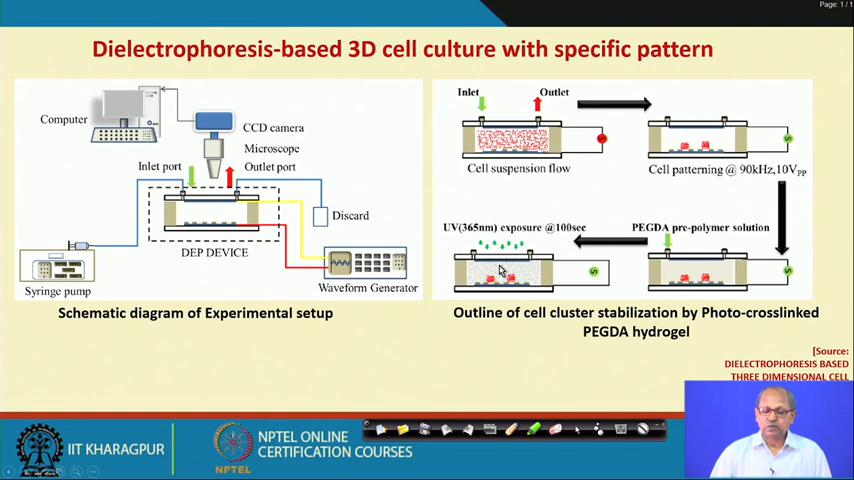 Page: 1 / 1
Dielectrophoresis-based 3D cell culture with specific pattern
Computer
CCD camera
Microscope
Inlet port
Outlet port
Discard
DEP DEVICE
Syringe pump
Waveform Generator
Schematic diagram of Experimental setup
Inlet
Outlet
Cell suspension flow
Cell patterning @ 90kHz,10VPP
UV(365nm) exposure @100sec
PEGDA pre-polymer solution
S
S
S
Outline of cell cluster stabilization by Photo-crosslinked
PEGDA hydrogel
[Source:
DIELECTROPHORESIS BASED
THREE DIMENSIONAL CELL
IIT KHARAGPUR
NPTEL
NPTEL ONLINE
CERTIFICATION COURSES